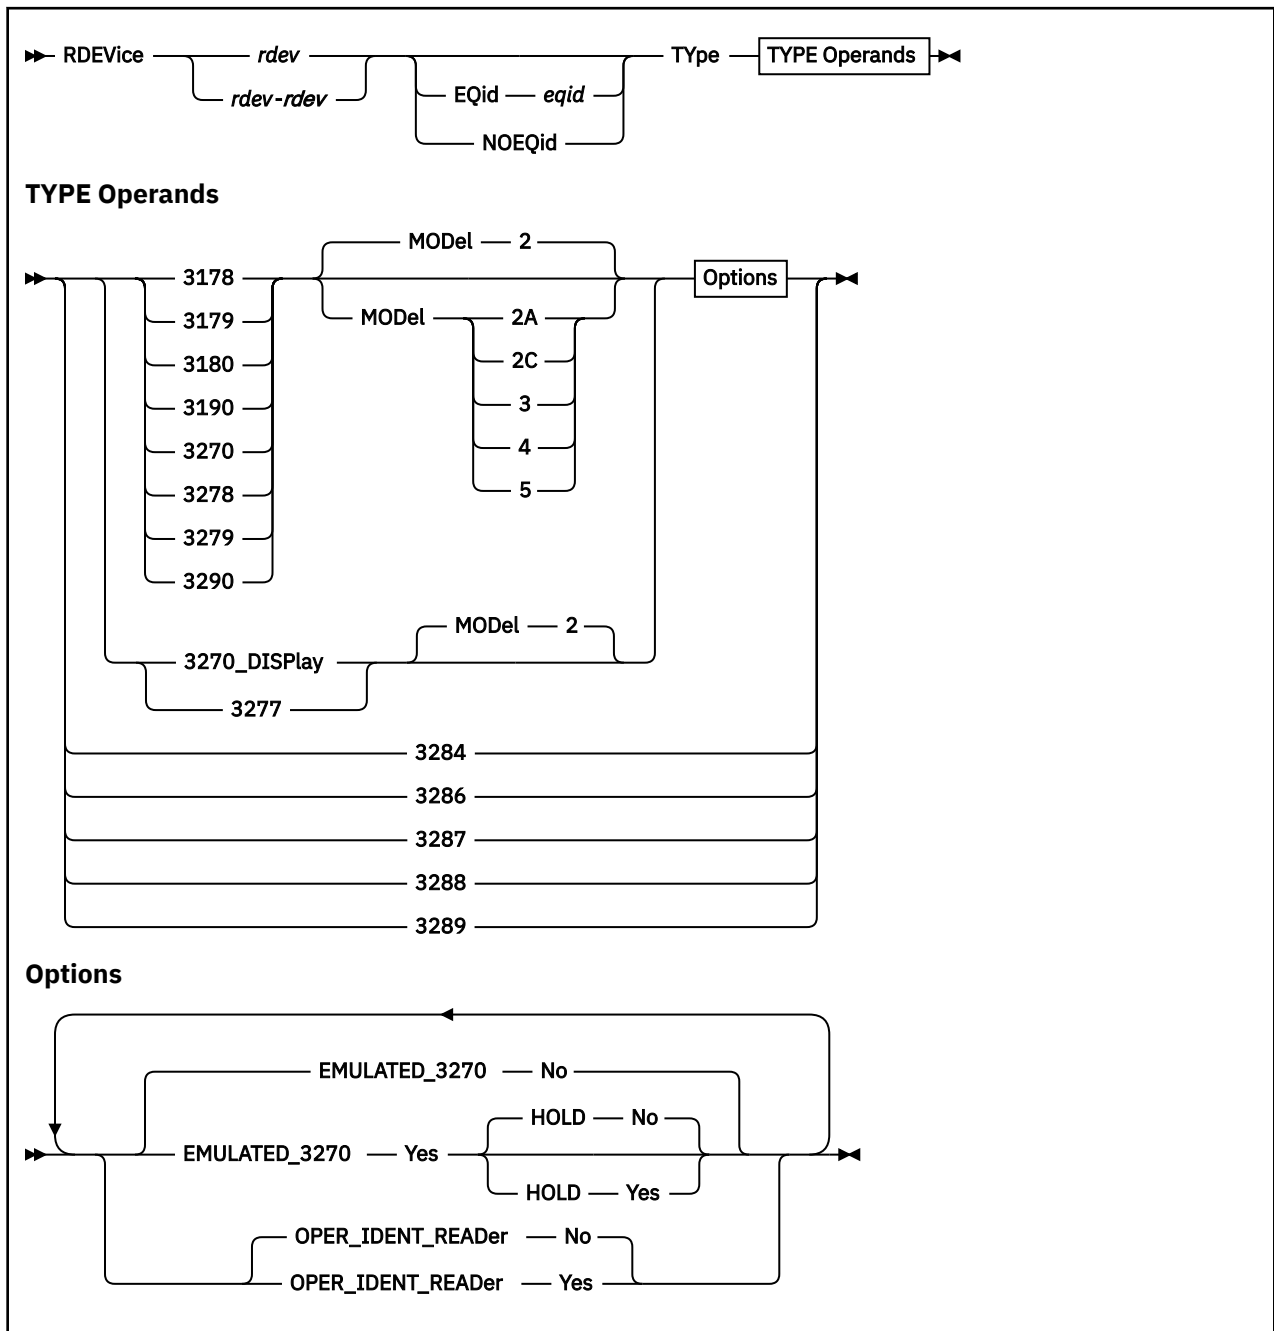 RDEVice rdev EQid eqid NOEQid TYpe TYPE Operands
rdev-rdev
TYPE Operands
MODel 2
3178 Options
3179 MODel 2A
3180 2C
3190 3
3270 4
3278 5
3279
3290
MODel 2
3270_DISPlay
3277
3284
3286
3287
3288
3289
Options
EMULATED_3270 No
HOLD No
EMULATED_3270 Yes
HOLD Yes
OPER_IDENT_READer No
OPER_IDENT_READer Yes